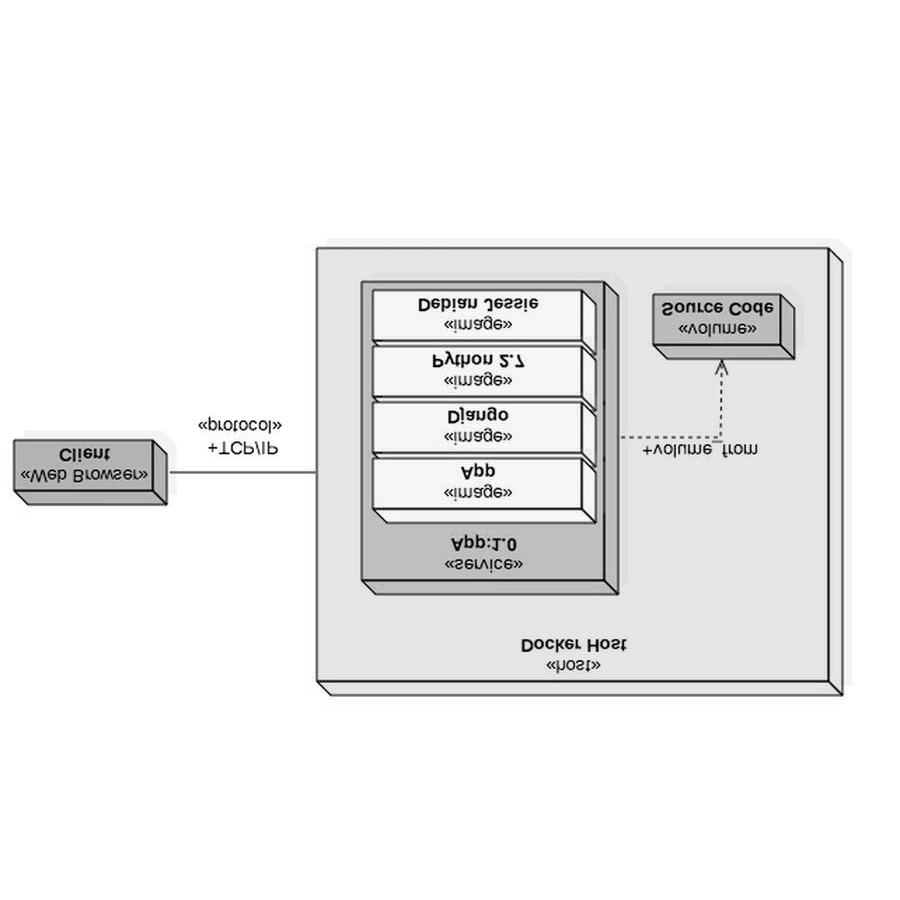 «host»
Docker Host
«service»
App:1.0
«image»
App
«image»
Django
«image»
Python 2.7
«image»
Debian Jessie
«volume»
Source Code
+volume_from
«Web Browser»
Client
+TCP/IP
«protocol»